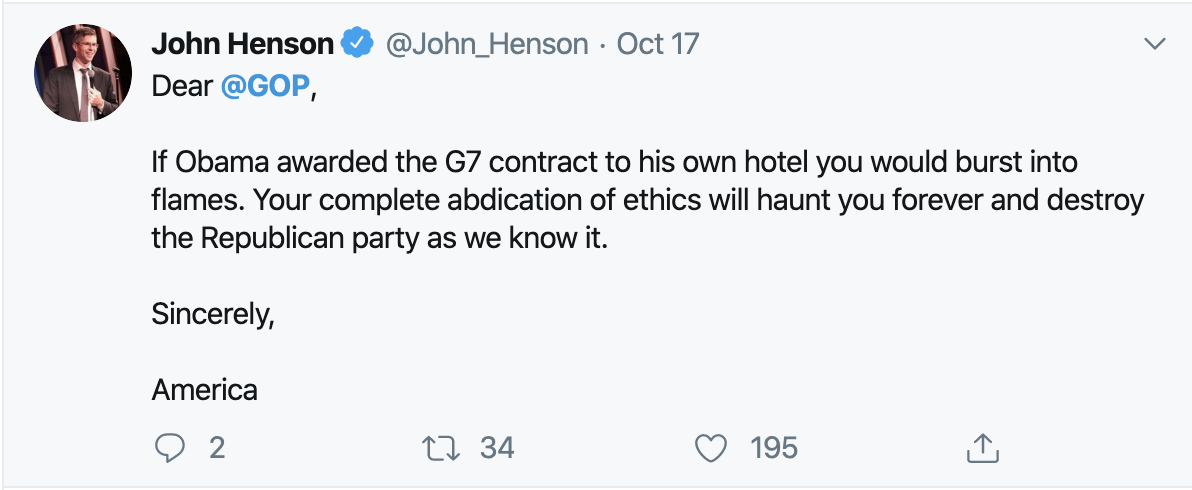 John Henson @John_Henson · Oct 17
Dear @GOP,
If Obama awarded the G7 contract to his own hotel you would burst into
flames. Your complete abdication of ethics will haunt you forever and destroy
the Republican party as we know it.
Sincerely,
America
2 34 195